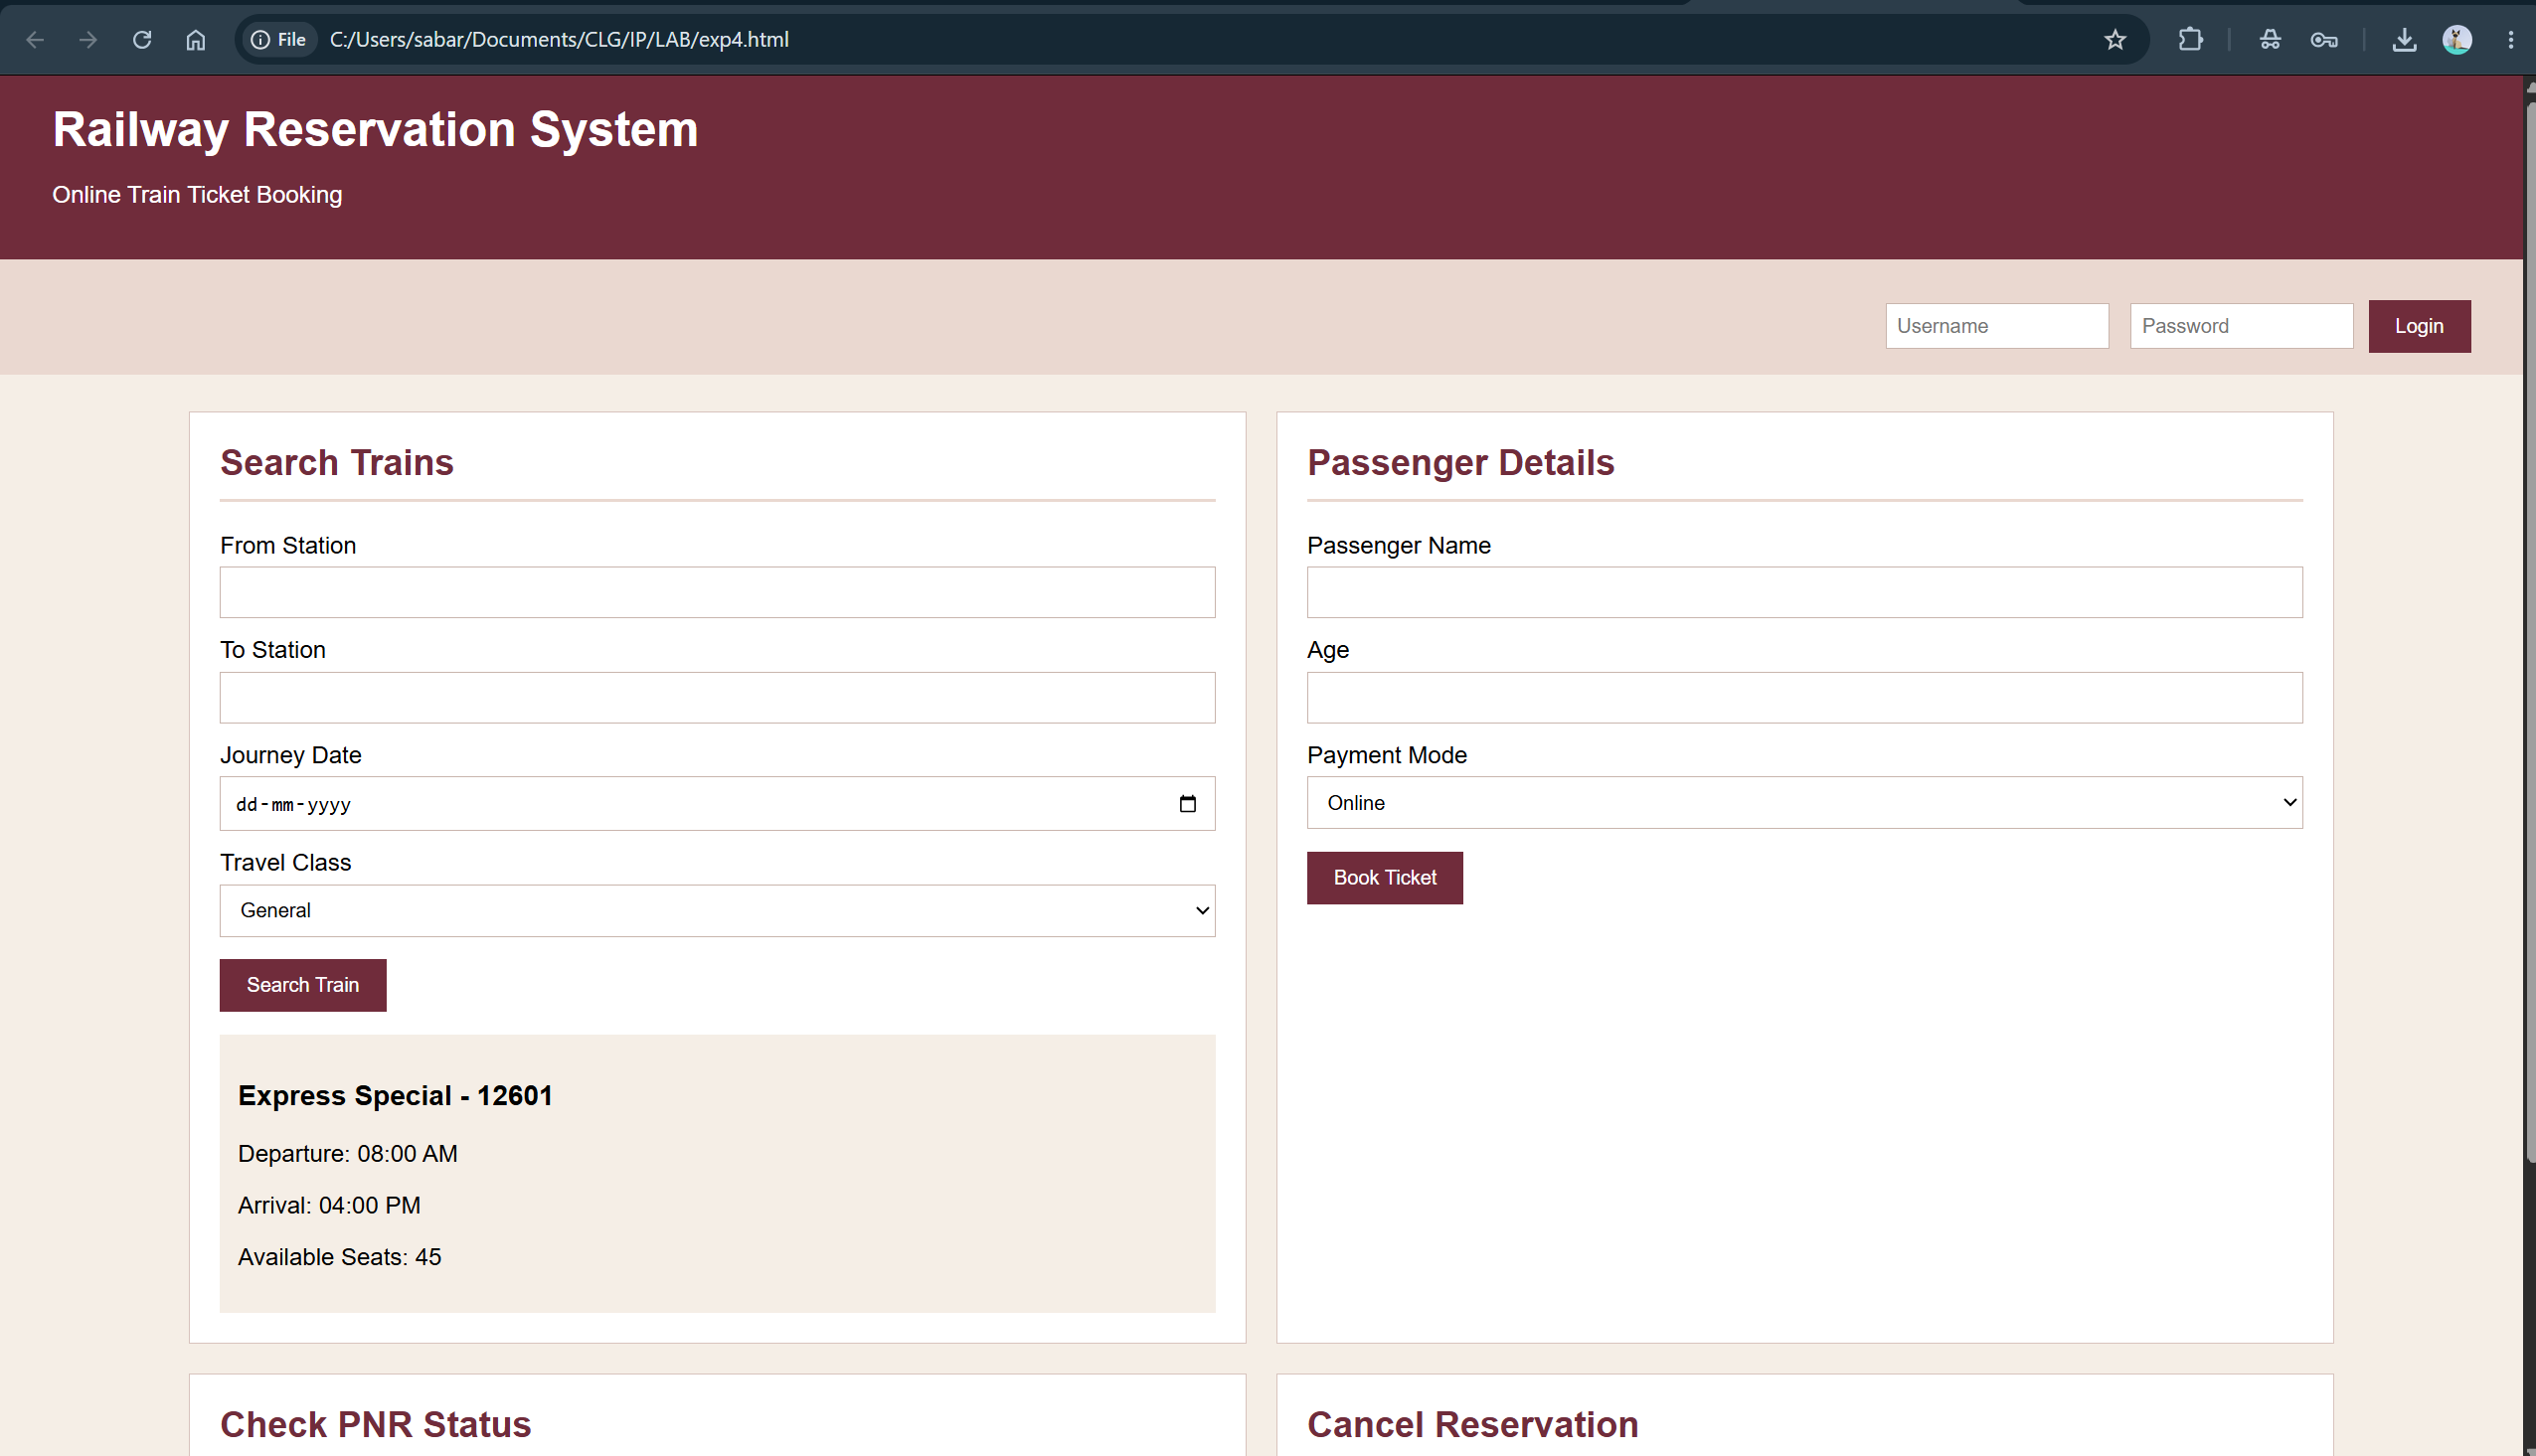 File C:/Users/sabar/Documents/CLG/IP/LAB/exp4.html
Railway Reservation System
Online Train Ticket Booking
Username Password Login
Search Trains
From Station
To Station
Journey Date
dd-mm-yyyy
Travel Class
General
Search Train
Express Special - 12601
Departure: 08:00 AM
Arrival: 04:00 PM
Available Seats: 45
Passenger Details
Passenger Name
Age
Payment Mode
Online
Book Ticket
Check PNR Status
Cancel Reservation